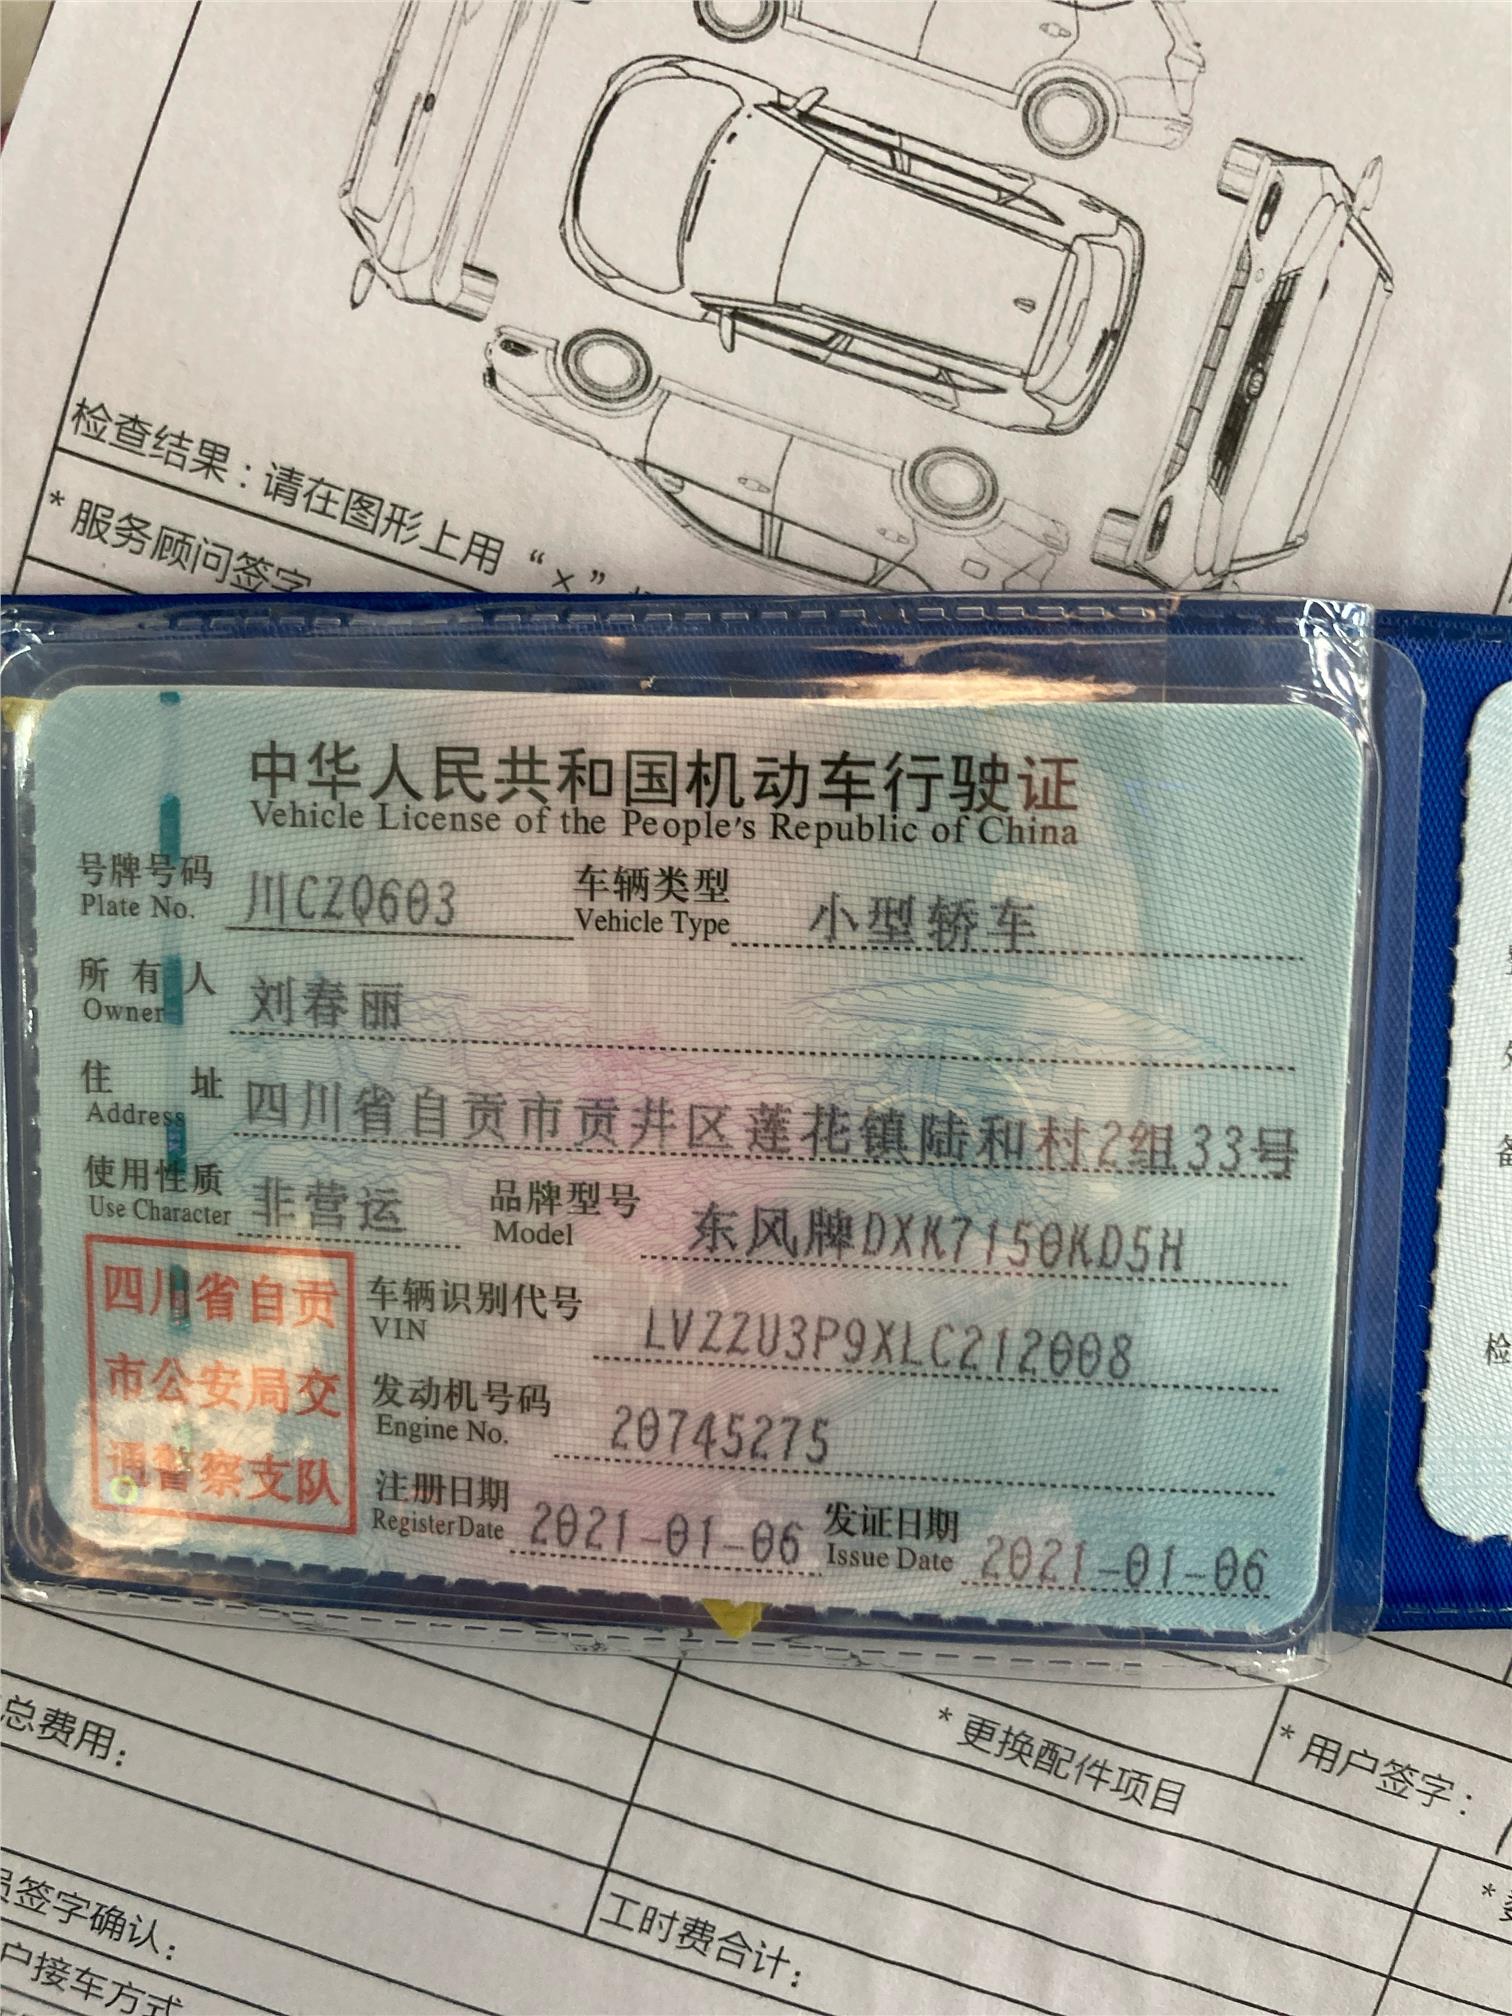 检查结果：请在图形上用“×”
*服务顾问签字
中华人民共和国机动车行驶证
Vehicle License of the People's Republic of China
号牌号码 川CZQ603 车辆类型 小型轿车
Plate No. Vehicle Type
所有人 刘春丽
Owner
住址 四川省自贡市贡井区莲花镇陆和村2组33号
Address
使用性质 非营运 品牌型号 东风牌DXK7150KD5H
Use Character Model
四川省自贡
市公安局交
通警察支队
车辆识别代号 LVZZU3P9XLC212008
VIN
发动机号码 20745275
Engine No.
注册日期 2021-01-06 发证日期 2021-01-06
Register Date Issue Date
检
总费用：
*更换配件项目
*用户签字：
员签字确认：
工时费合计：
户接车方式